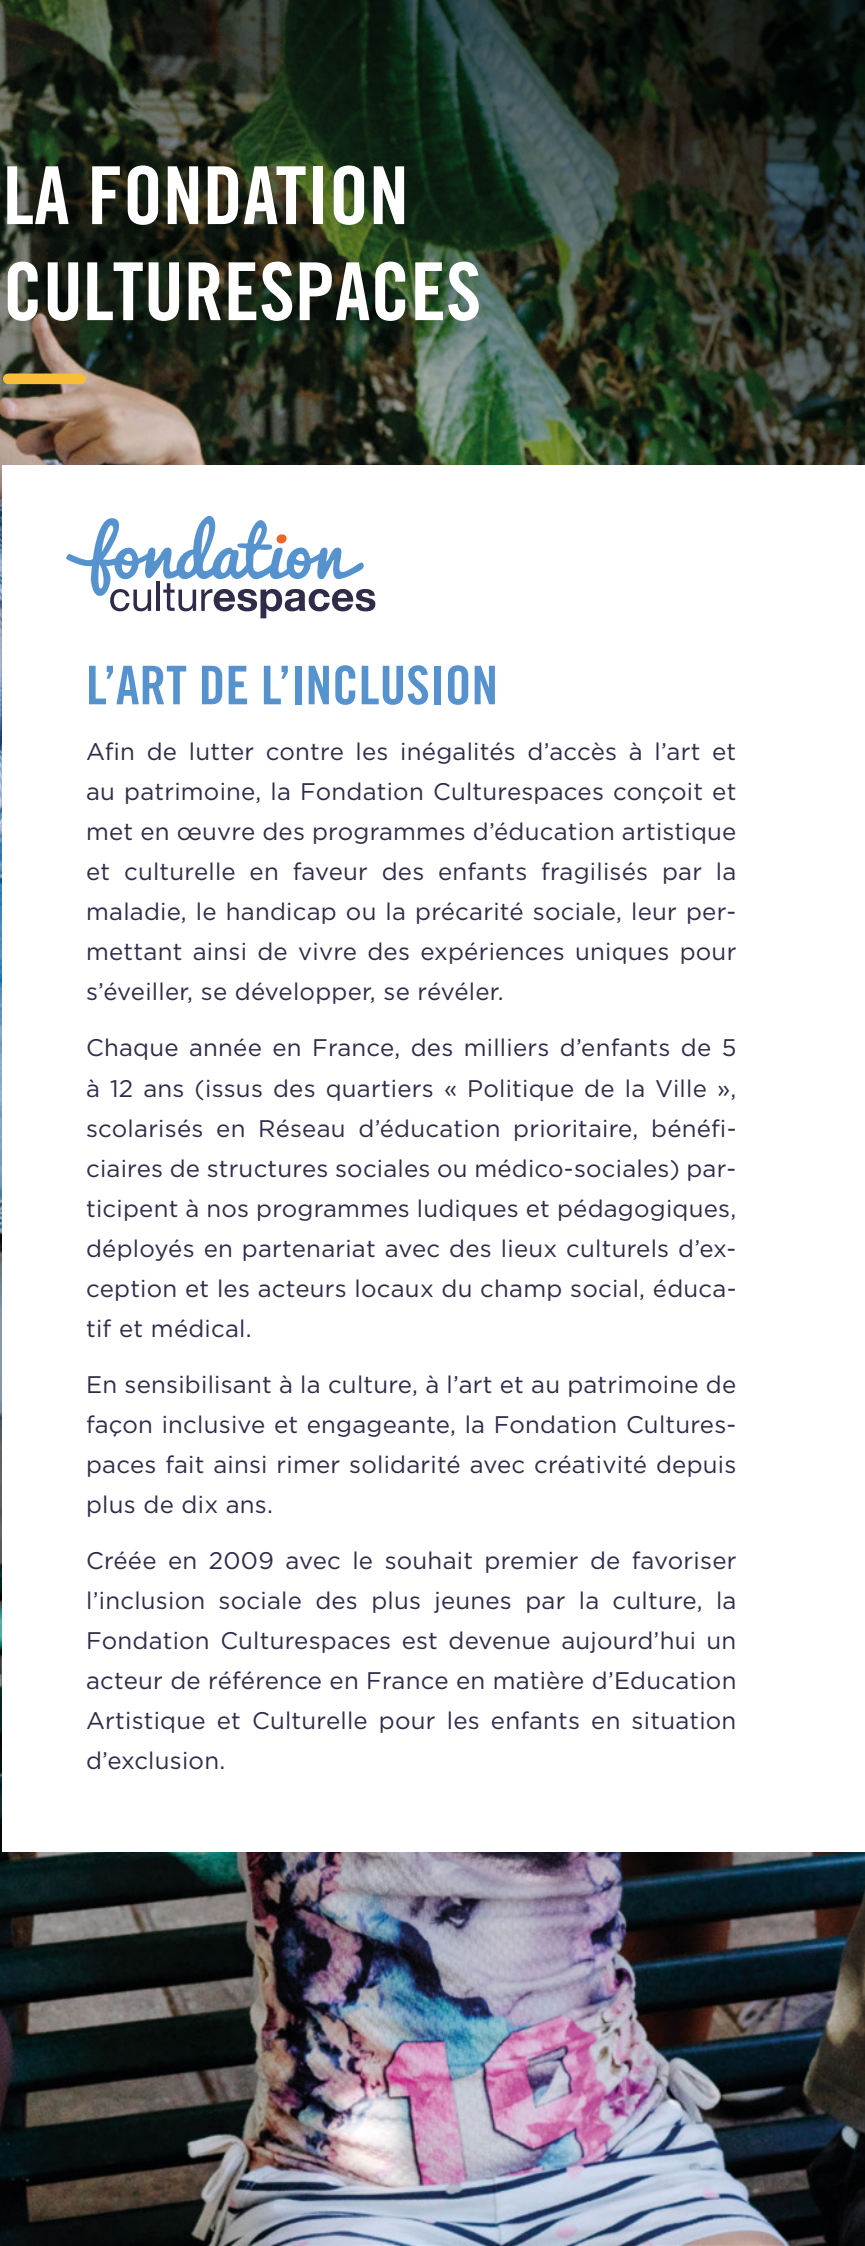 LA FONDATION
CULTURESPACES
fondation
culturespaces
L’ART DE L’INCLUSION
Afin de lutter contre les inégalités d’accès à l’art et
au patrimoine, la Fondation Culturespaces conçoit et
met en œuvre des programmes d’éducation artistique
et culturelle en faveur des enfants fragilisés par la
maladie, le handicap ou la précarité sociale, leur per-
mettant ainsi de vivre des expériences uniques pour
s’éveiller, se développer, se révéler.
Chaque année en France, des milliers d’enfants de 5
à 12 ans (issus des quartiers « Politique de la Ville »,
scolarisés en Réseau d’éducation prioritaire, bénéfi-
ciaires de structures sociales ou médico-sociales) par-
ticipent à nos programmes ludiques et pédagogiques,
déployés en partenariat avec des lieux culturels d’ex-
ception et les acteurs locaux du champ social, éduca-
tif et médical.
En sensibilisant à la culture, à l’art et au patrimoine de
façon inclusive et engageante, la Fondation Cultures-
paces fait ainsi rimer solidarité avec créativité depuis
plus de dix ans.
Créée en 2009 avec le souhait premier de favoriser
l’inclusion sociale des plus jeunes par la culture, la
Fondation Culturespaces est devenue aujourd’hui un
acteur de référence en France en matière d’Education
Artistique et Culturelle pour les enfants en situation
d’exclusion.
19